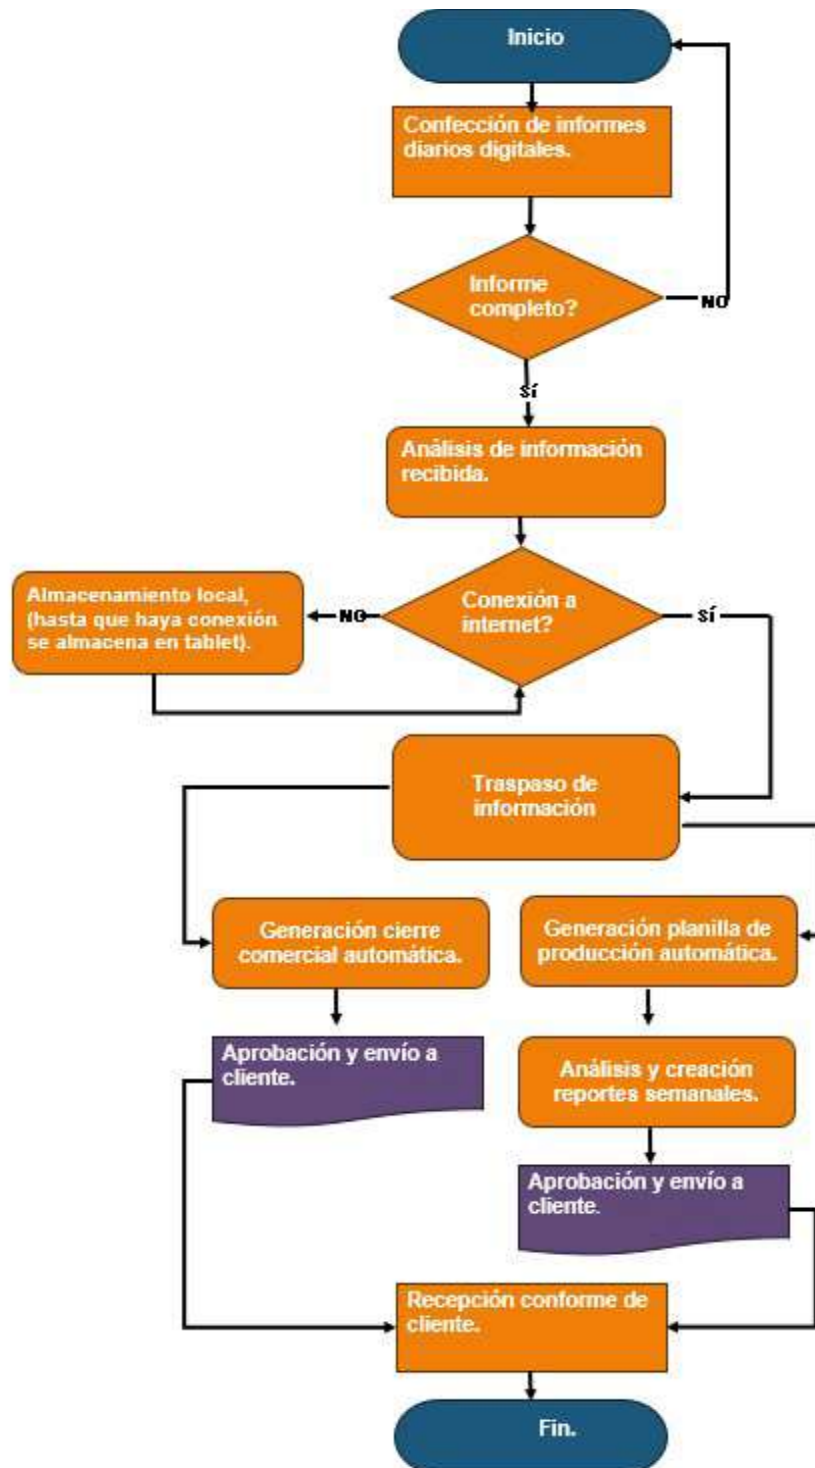 Inicio
Confección de informes
diarios digitales.
Informe
completo?
NO
SÍ
Análisis de información
recibida.
Almacenamiento local,
(hasta que haya conexión
se almacena en tablet).
NO
Conexión a
internet?
SÍ
Traspaso de
información
Generación cierre
comercial automática.
Generación planilla de
producción automática.
Aprobación y envío a
cliente.
Análisis y creación
reportes semanales.
Aprobación y envío a
cliente.
Recepción conforme de
cliente.
Fin.